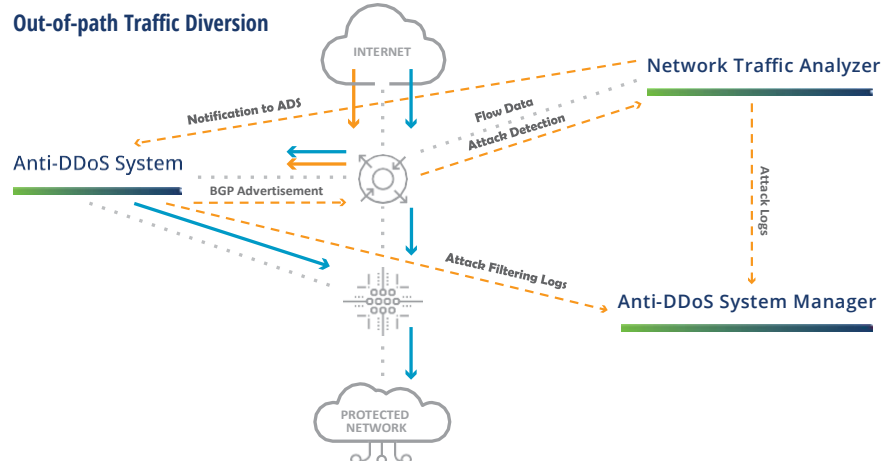 Out-of-path Traffic Diversion
INTERNET
Network Traffic Analyzer
Notification to ADS
Flow Data
Attack Detection
Anti-DDoS System
BGP Advertisement
Attack Logs
Attack Filtering Logs
Anti-DDoS System Manager
PROTECTED
NETWORK